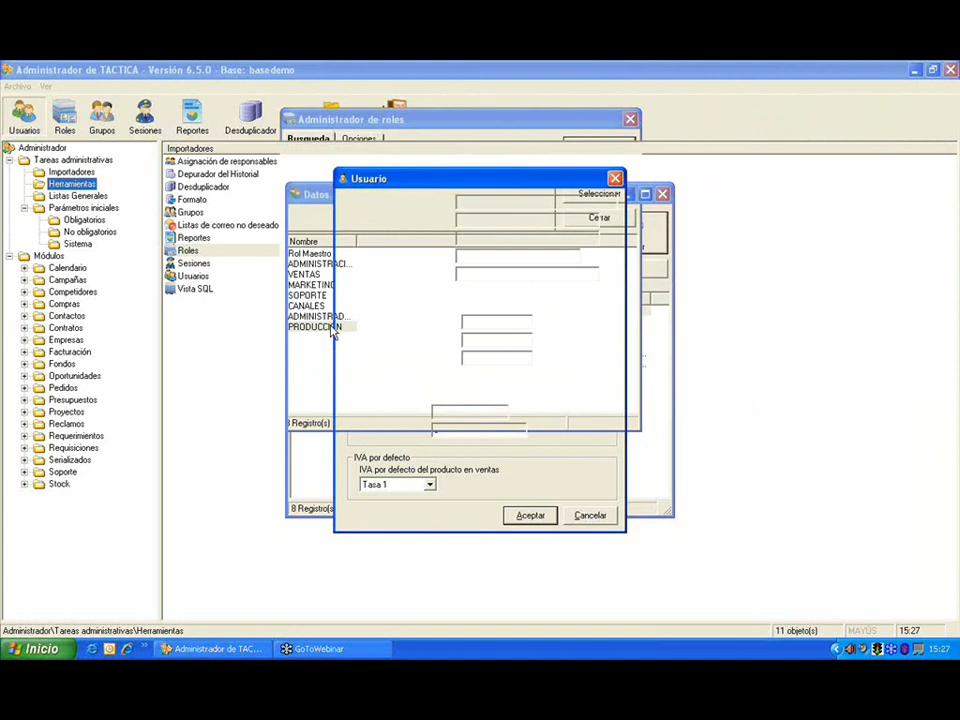 Administrador de TACTICA - Versión 6.5.0 - Base: basedemo
Archivo Ver
Usuarios Roles Grupos Sesiones Reportes Desduplicador
Administrador de roles
Busqueda Opciones
Administrador
Tareas administrativas
Importadores
Herramientas
Listas Generales
Parámetros iniciales
Obligatorios
No obligatorios
Sistema
Módulos
Calendario
Campañas
Competidores
Compras
Contactos
Contratos
Empresas
Facturación
Fondos
Oportunidades
Pedidos
Presupuestos
Proyectos
Reclamos
Requerimientos
Requisiciones
Serializados
Soporte
Stock
Importadores
Asignación de responsables
Depurador del Historial
Desduplicador
Formato
Grupos
Listas de correo no deseado
Reportes
Roles
Sesiones
Usuarios
Vista SQL
Datos
Usuario
Seleccionar
Cerrar
Nombre
Rol Maestro
ADMINISTRACI...
VENTAS
MARKETING
SOPORTE
CANALES
ADMINISTRAD...
PRODUCCION
8 Registro(s)
IVA por defecto
IVA por defecto del producto en ventas
Tasa 1
8 Registro(s)
Aceptar Cancelar
Administrador\Tareas administrativas\Herramientas
11 objeto(s) MAYÚS 15:27
Inicio
Administrador de TAC...
GoToWebinar
15:27